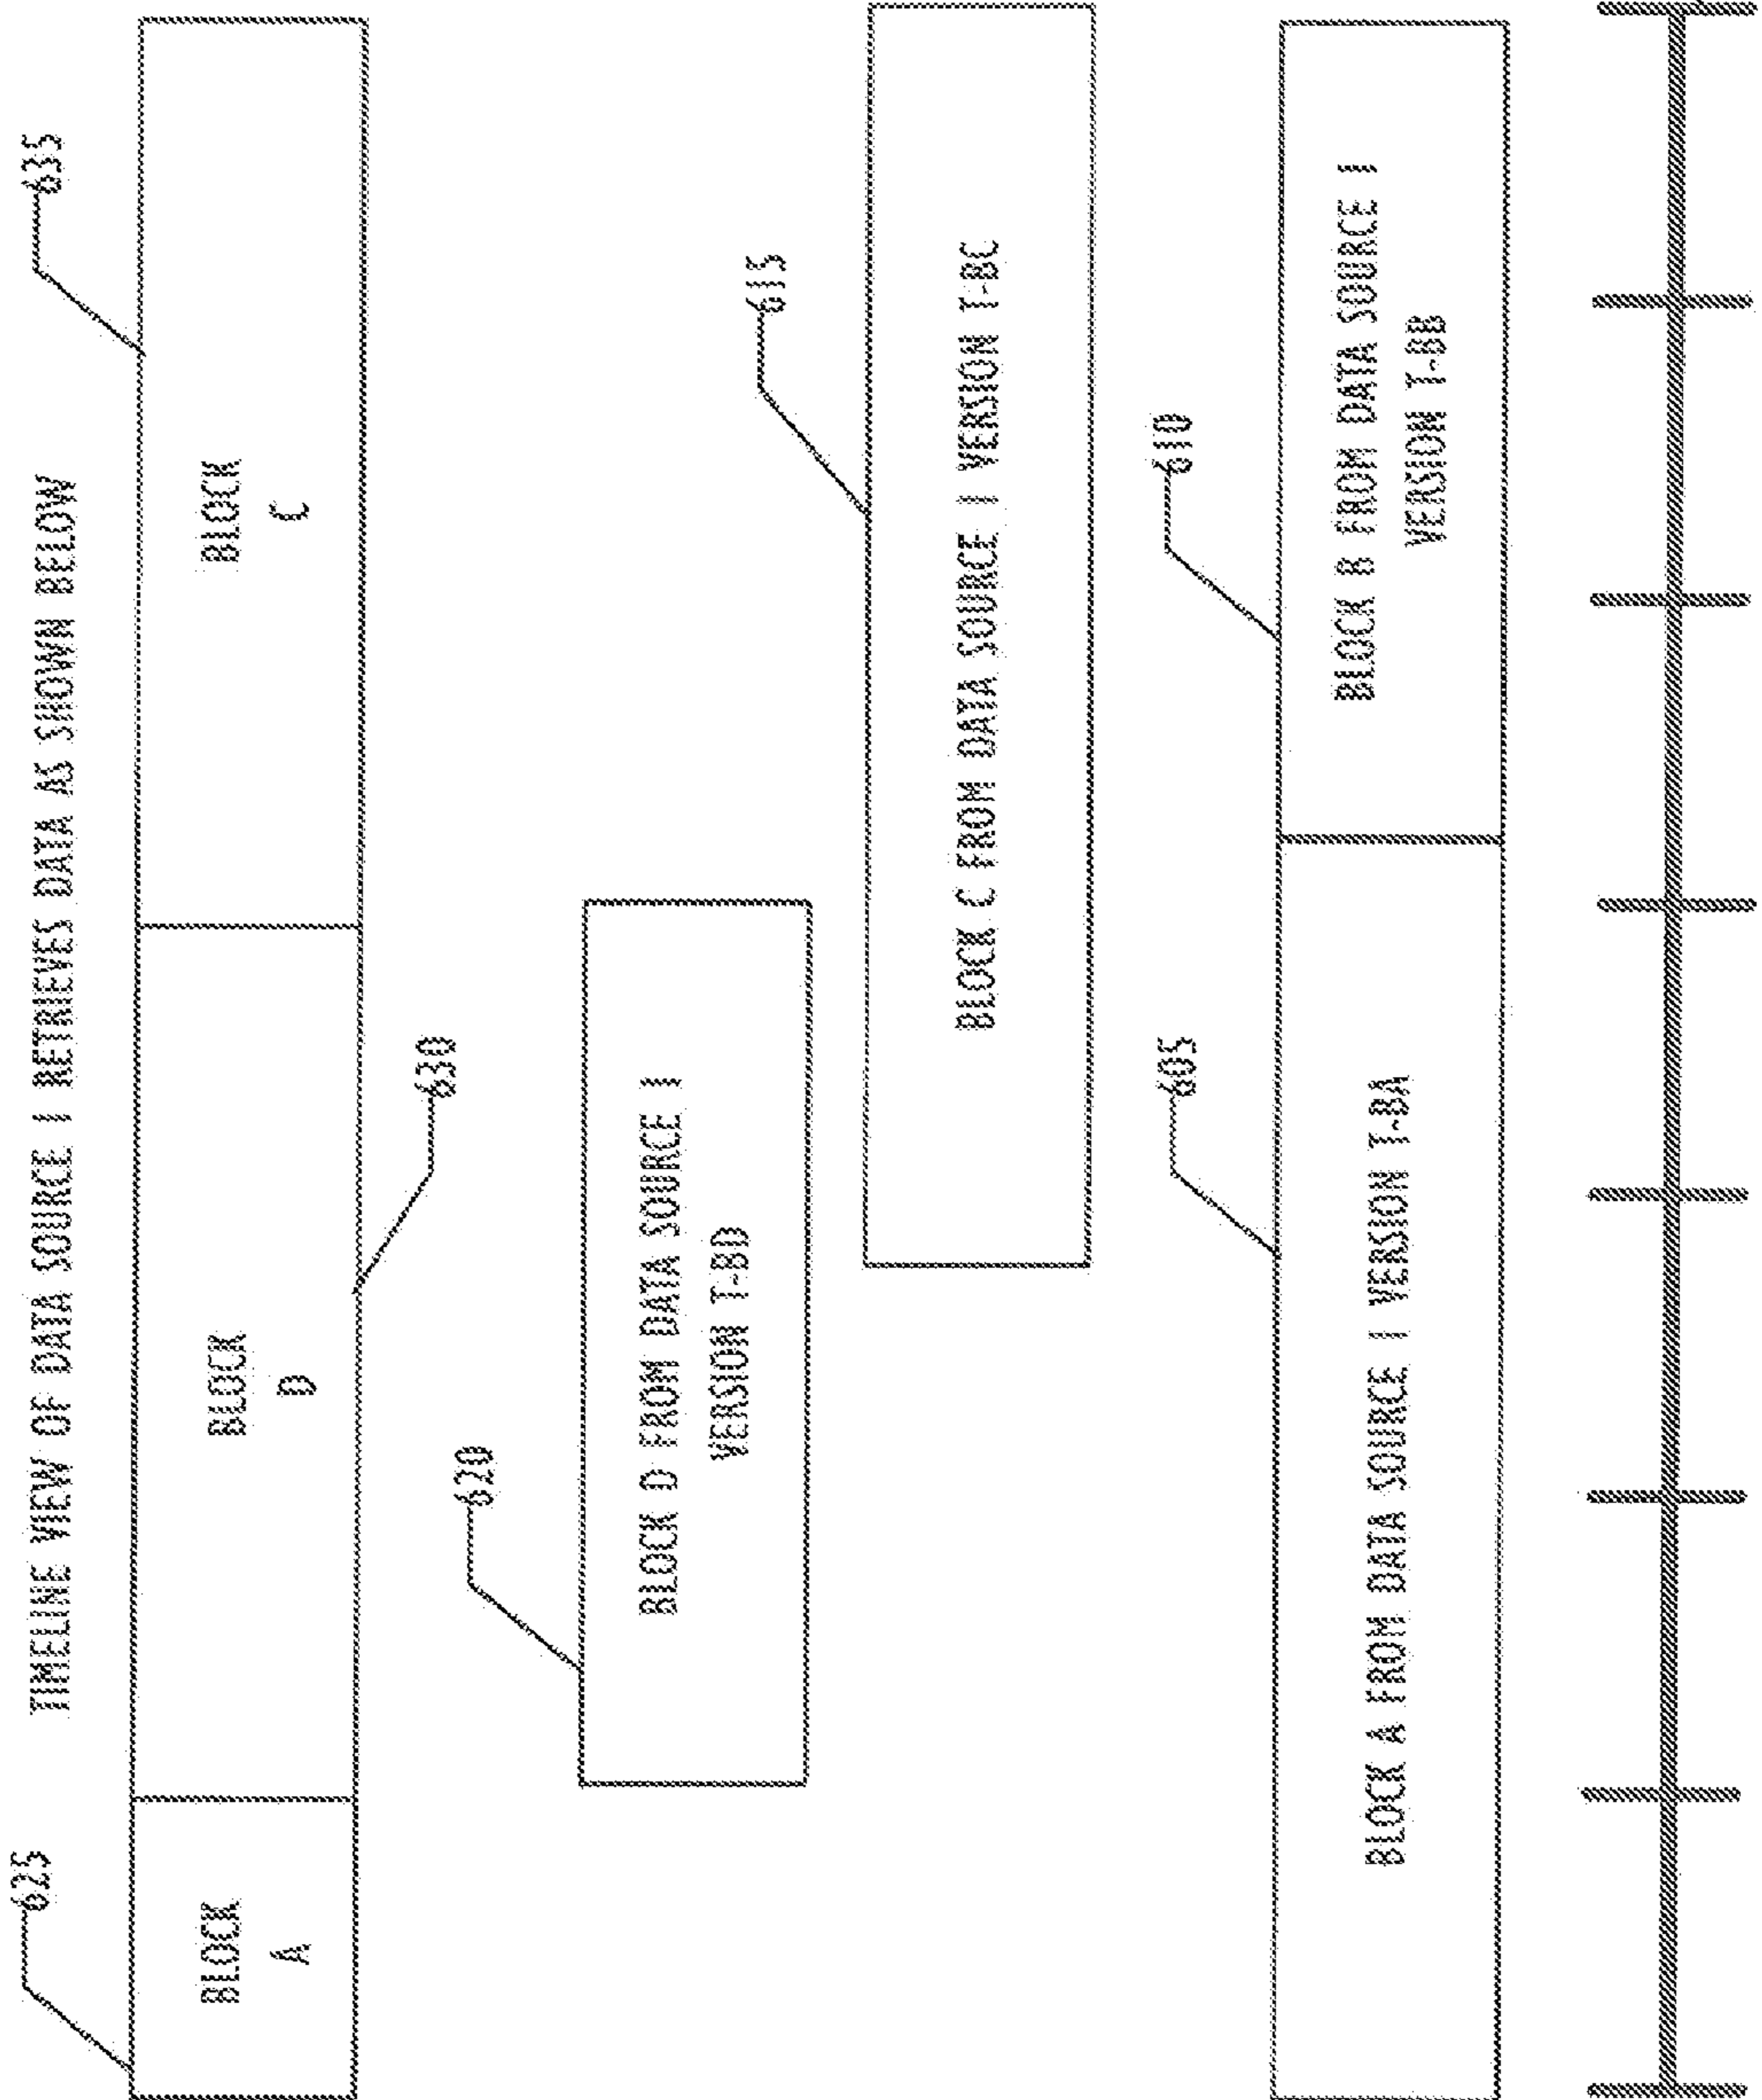 TIMELINE VIEW OF DATA SOURCE 1 RETRIEVES DATA AS SHOWN BELOW
625
635
BLOCK
A
BLOCK
D
BLOCK
C
630
620
BLOCK D FROM DATA SOURCE 1
VERSION T-BD
615
BLOCK C FROM DATA SOURCE 1 VERSION T-BC
605
610
BLOCK A FROM DATA SOURCE 1 VERSION T-BA
BLOCK B FROM DATA SOURCE 1
VERSION T-BB